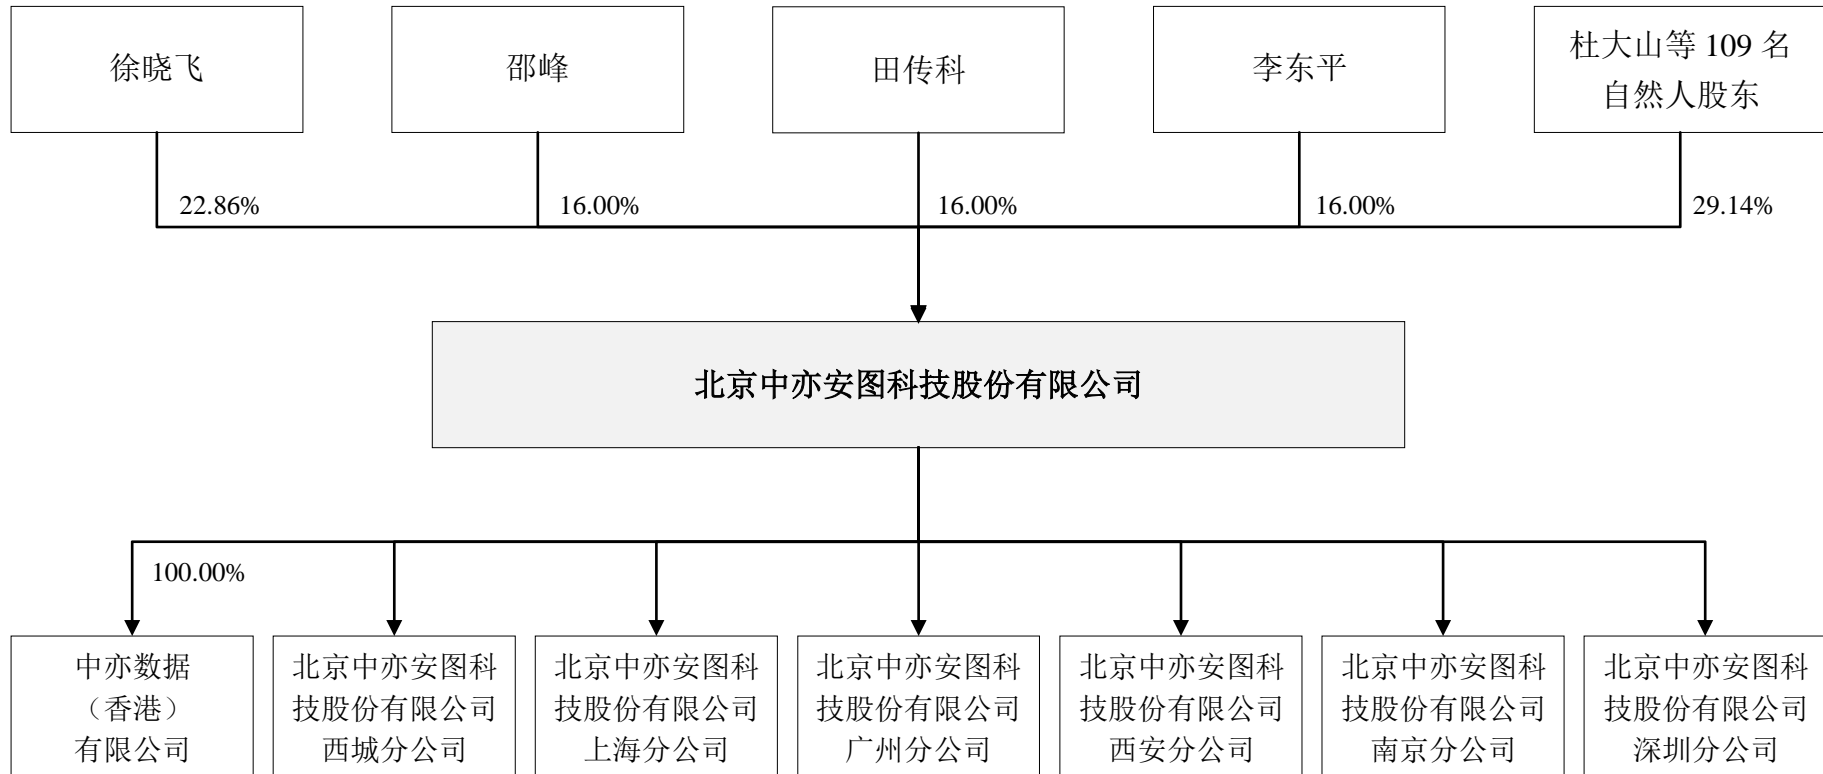 徐晓飞
邵峰
田传科
李东平
杜大山等 109 名
自然人股东
22.86%
16.00%
16.00%
16.00%
29.14%
北京中亦安图科技股份有限公司
100.00%
中亦数据
（香港）
有限公司
北京中亦安图科
技股份有限公司
西城分公司
北京中亦安图科
技股份有限公司
上海分公司
北京中亦安图科
技股份有限公司
广州分公司
北京中亦安图科
技股份有限公司
西安分公司
北京中亦安图科
技股份有限公司
南京分公司
北京中亦安图科
技股份有限公司
深圳分公司